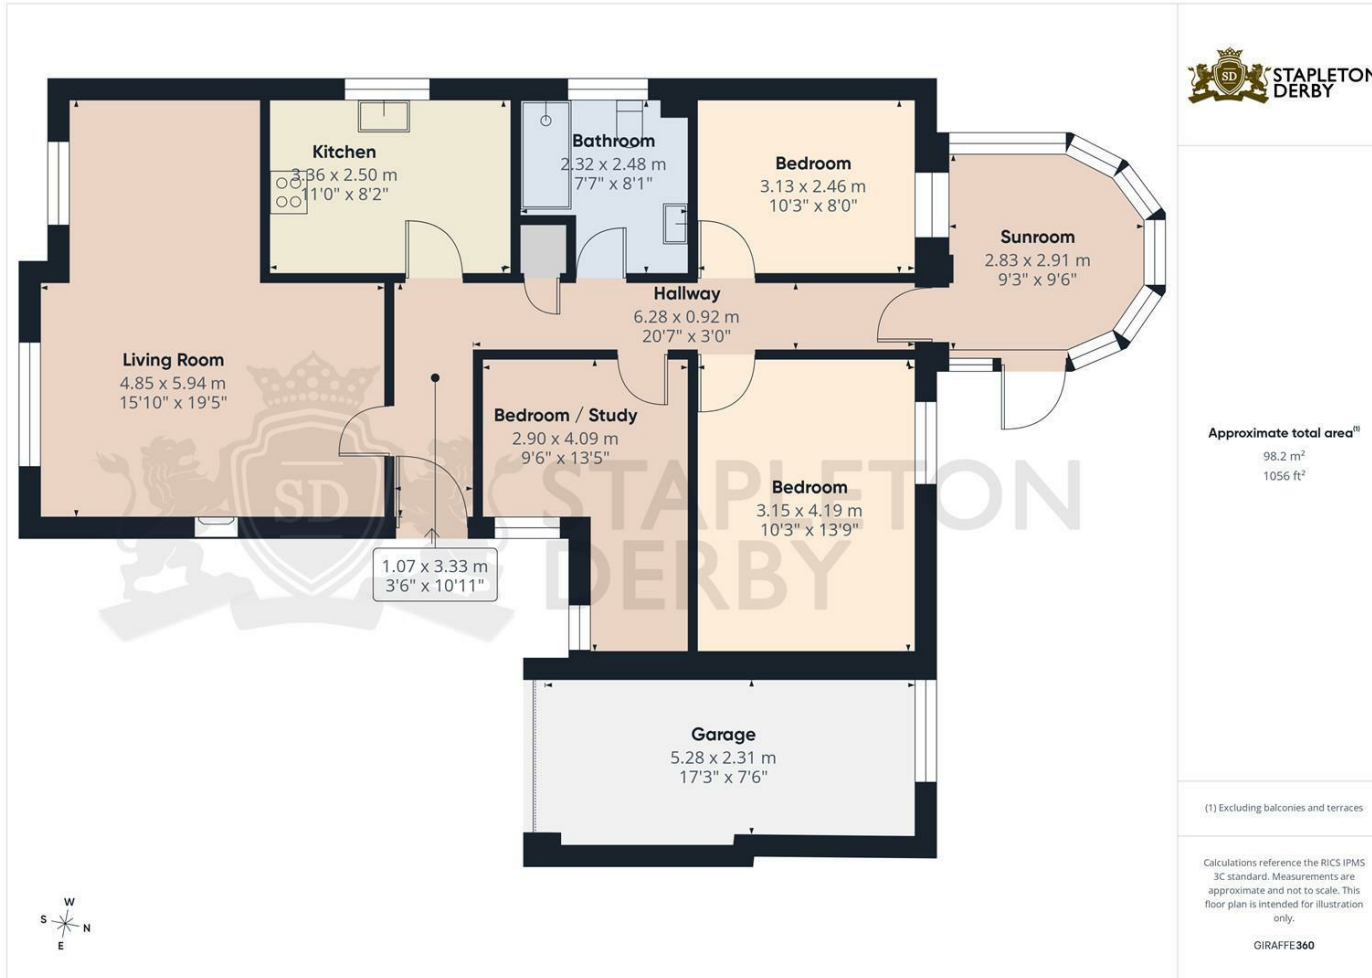 SD
STAPLETON
DERBY
Kitchen
3.36 x 2.50 m
11'0" x 8'2"
Bathroom
2.32 x 2.48 m
7'7" x 8'1"
Bedroom
3.13 x 2.46 m
10'3" x 8'0"
Sunroom
2.83 x 2.91 m
9'3" x 9'6"
Hallway
6.28 x 0.92 m
20'7" x 3'0"
Living Room
4.85 x 5.94 m
15'10" x 19'5"
Bedroom / Study
2.90 x 4.09 m
9'6" x 13'5"
Bedroom
3.15 x 4.19 m
10'3" x 13'9"
1.07 x 3.33 m
3'6" x 10'11"
Garage
5.28 x 2.31 m
17'3" x 7'6"
SD
STAPLETON
DERBY
W
S
N
E
Approximate total area(1)
98.2 m²
1056 ft²
(1) Excluding balconies and terraces
Calculations reference the RICS IPMS
3C standard. Measurements are
approximate and not to scale. This
floor plan is intended for illustration
only.
GIRAFFE360